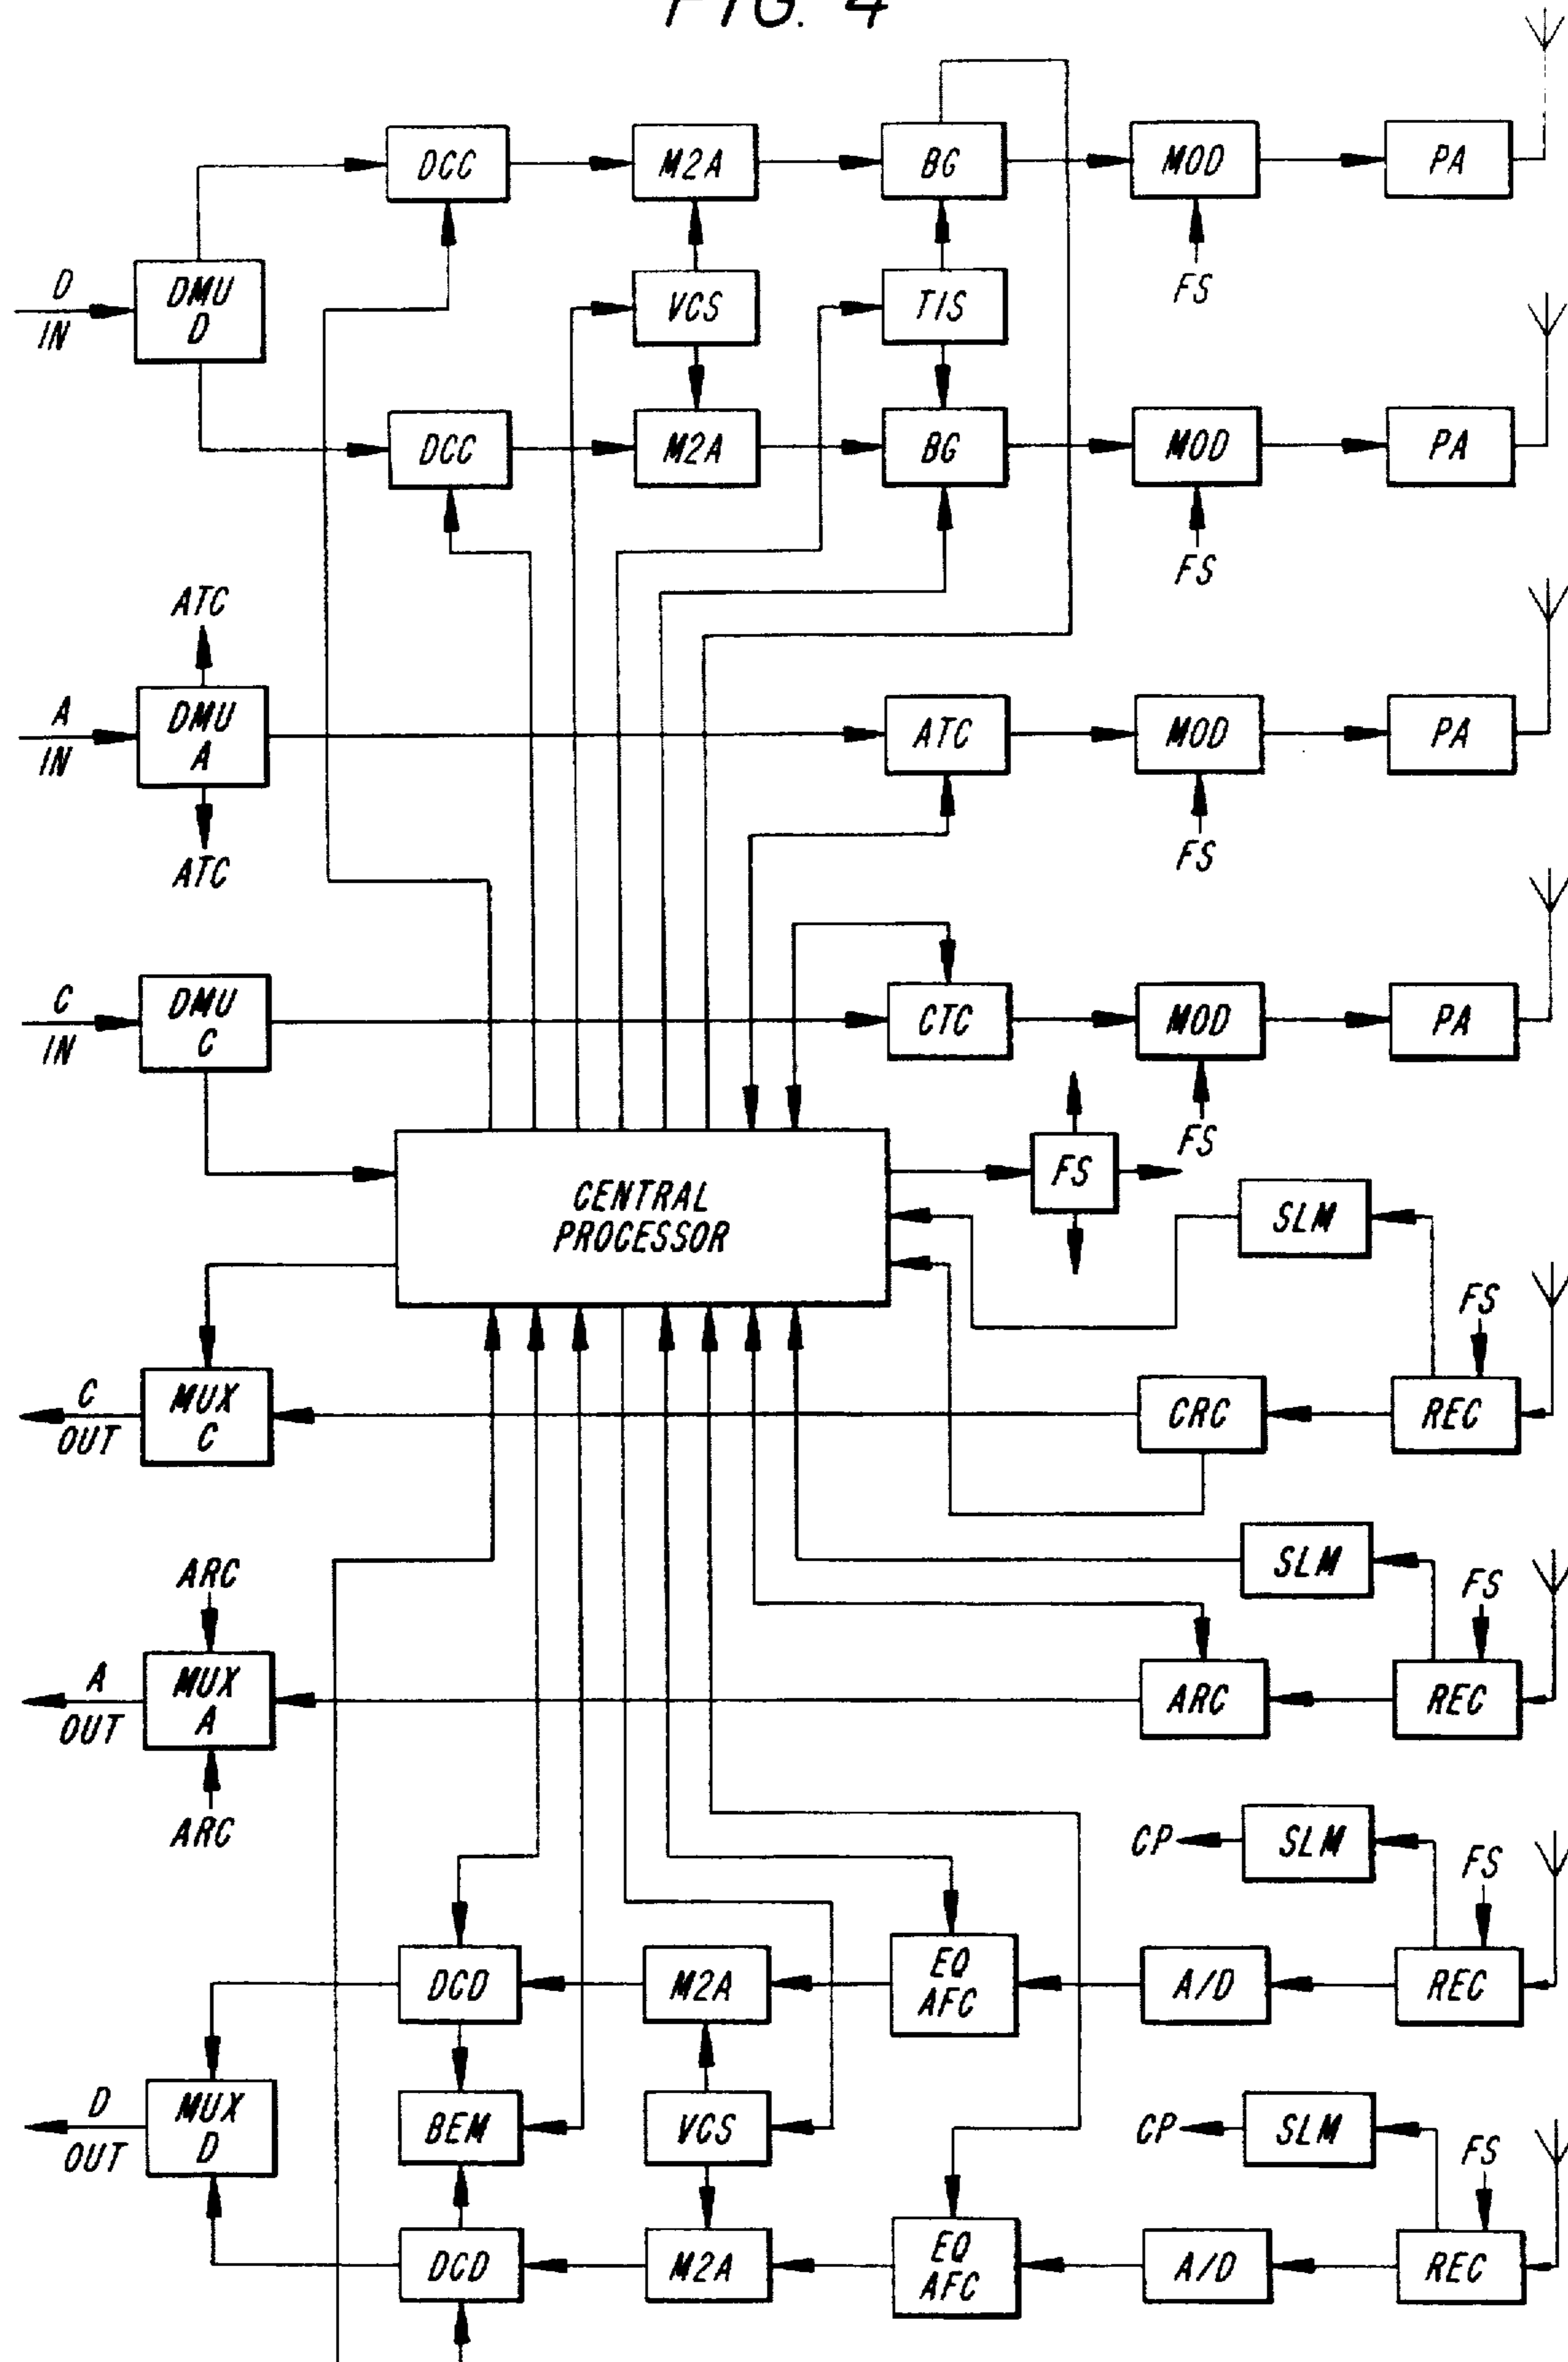 FIG. 4
DCC
M2A
BG
MOD
PA
D
IN
DMU
D
VCS
TIS
FS
DCC
M2A
BG
MOD
PA
FS
ATC
A
IN
DMU
A
ATC
MOD
PA
FS
ATC
C
IN
DMU
C
CTC
MOD
PA
FS
CENTRAL
PROCESSOR
FS
SLM
FS
C
OUT
MUX
C
CRC
REC
ARC
SLM
FS
A
OUT
MUX
A
ARC
REC
ARC
CP
SLM
FS
DCD
M2A
EQ
AFC
A/D
REC
D
OUT
MUX
D
BEM
VCS
CP
SLM
FS
DCD
M2A
EQ
AFC
A/D
REC